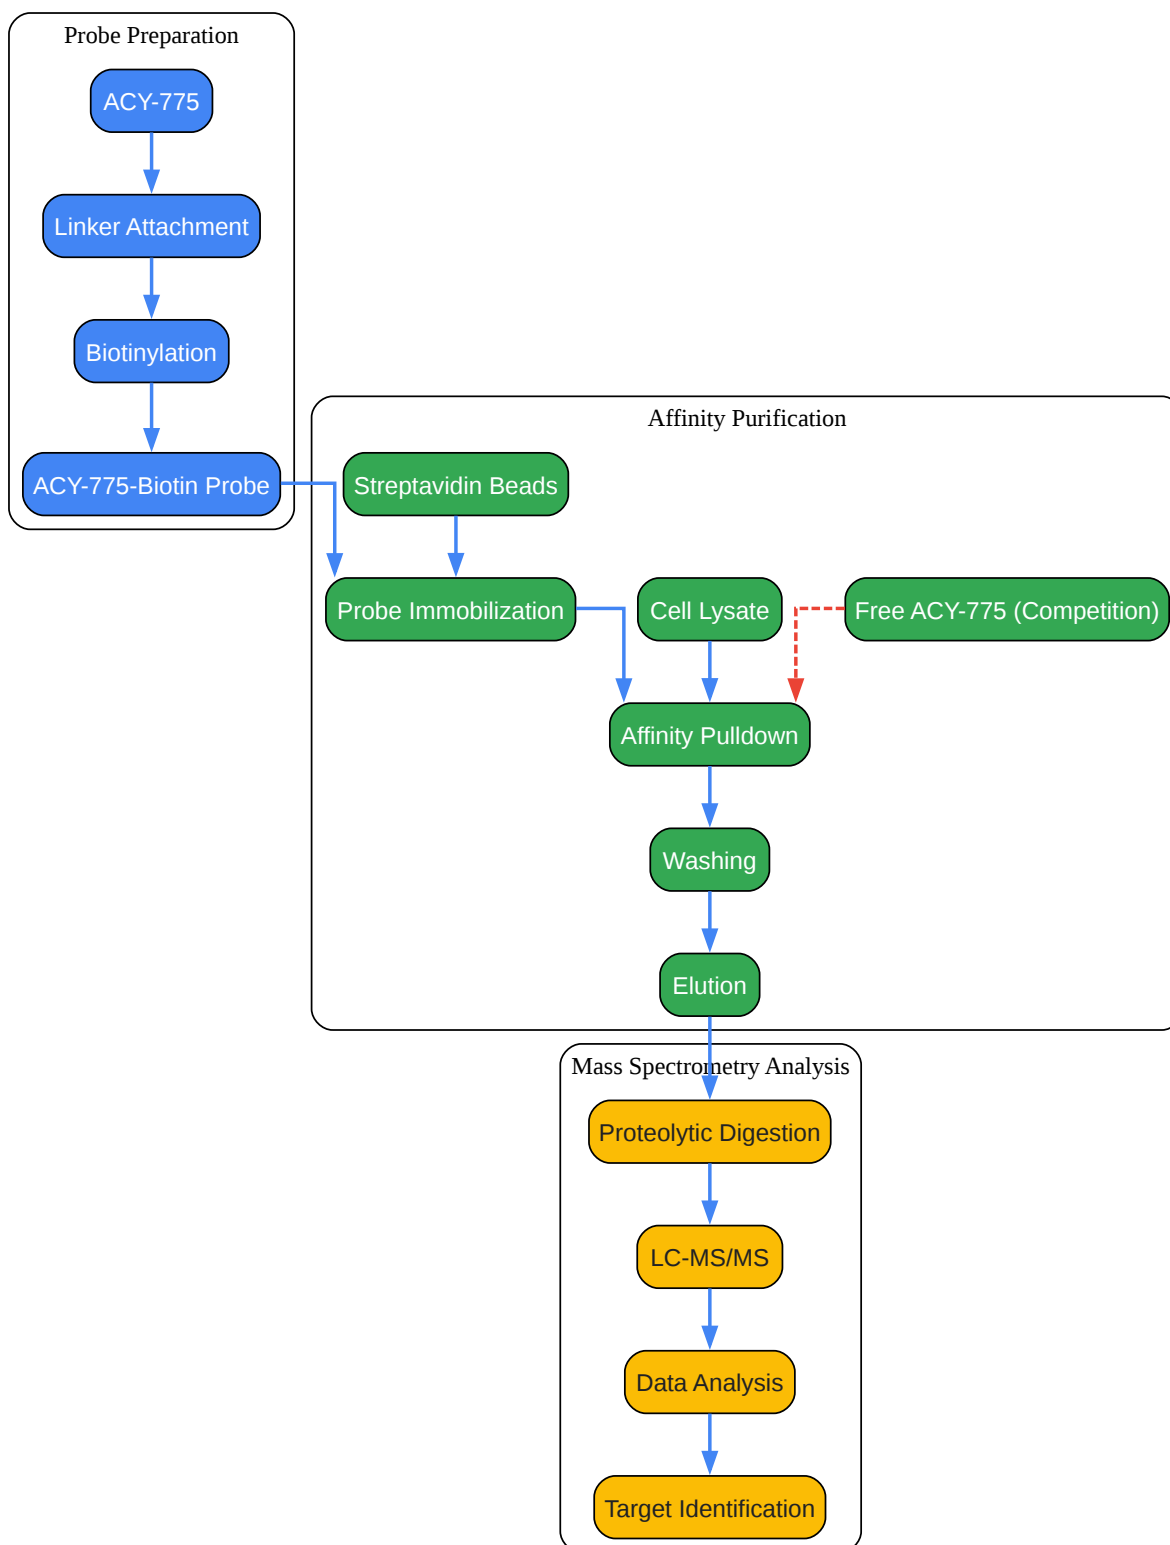 Probe Preparation
ACY-775
Linker Attachment
Biotinylation
ACY-775-Biotin Probe
Affinity Purification
Streptavidin Beads
Probe Immobilization
Cell Lysate
Free ACY-775 (Competition)
Affinity Pulldown
Washing
Elution
Mass Spectrometry Analysis
Proteolytic Digestion
LC-MS/MS
Data Analysis
Target Identification